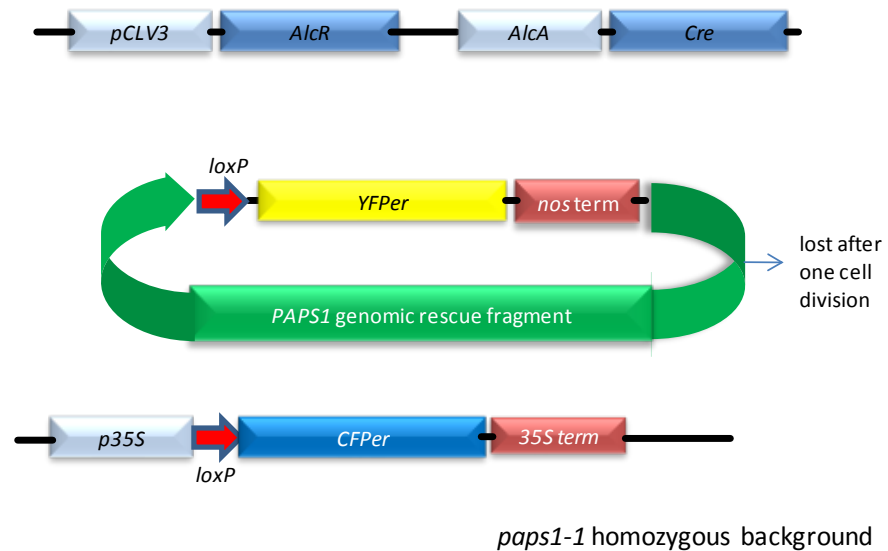 pCLV3 AlcR AlcA Cre
loxP
YFPer nos term
lost after
one cell
division
PAPS1 genomic rescue fragment
p35S CFPer 35S term
loxP
paps1-1 homozygous background